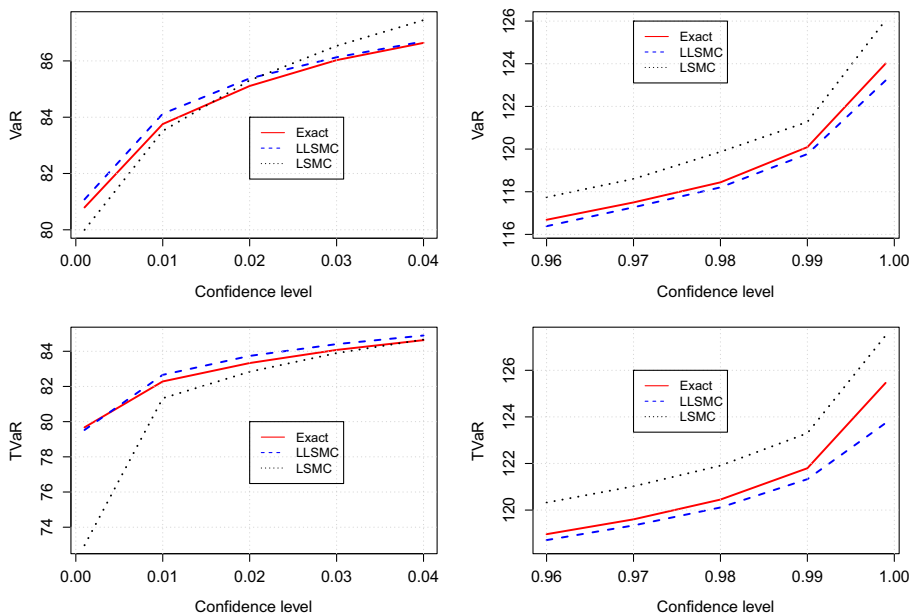 VaR
86
84
82
80
Exact
LLSMC
LSMC
0.00 0.01 0.02 0.03 0.04
Confidence level
VaR
126
124
122
120
118
116
Exact
LLSMC
LSMC
0.96 0.97 0.98 0.99 1.00
Confidence level
TVaR
84
82
80
78
76
74
Exact
LLSMC
LSMC
0.00 0.01 0.02 0.03 0.04
Confidence level
TVaR
126
124
122
120
Exact
LLSMC
LSMC
0.96 0.97 0.98 0.99 1.00
Confidence level